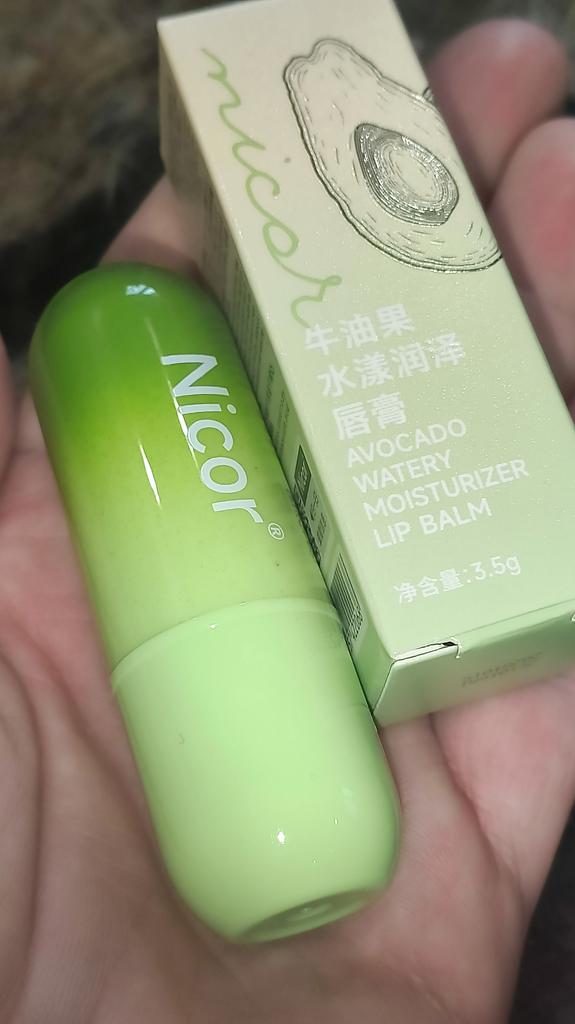 nicor
牛油果
水漾润泽
唇膏
AVOCADO
WATERY
MOISTURIZER
LIP BALM
净含量:3.5g
Nicor®